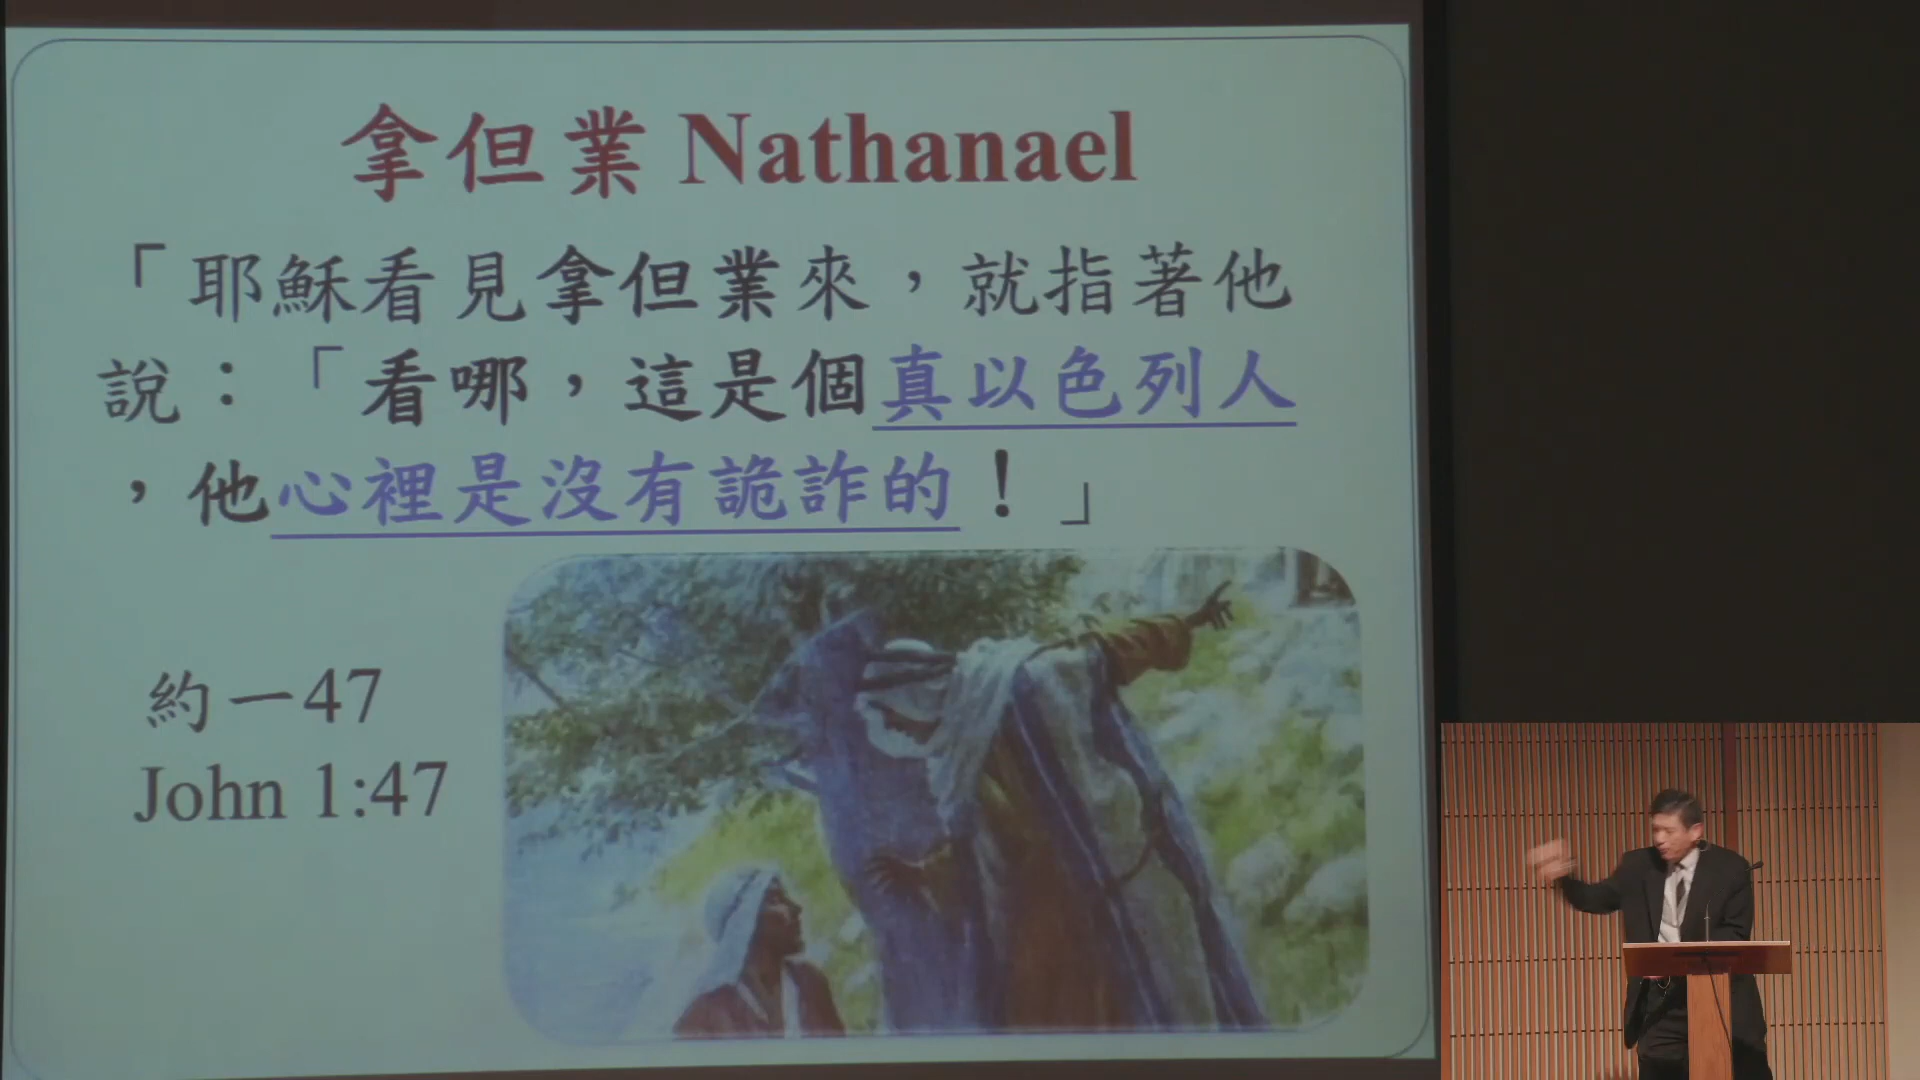 拿但業 Nathanael
「耶穌看見拿但業來，就指著他
說：「看哪，這是個真以色列人
，他心裡是沒有詭詐的！」
約一47
John 1:47